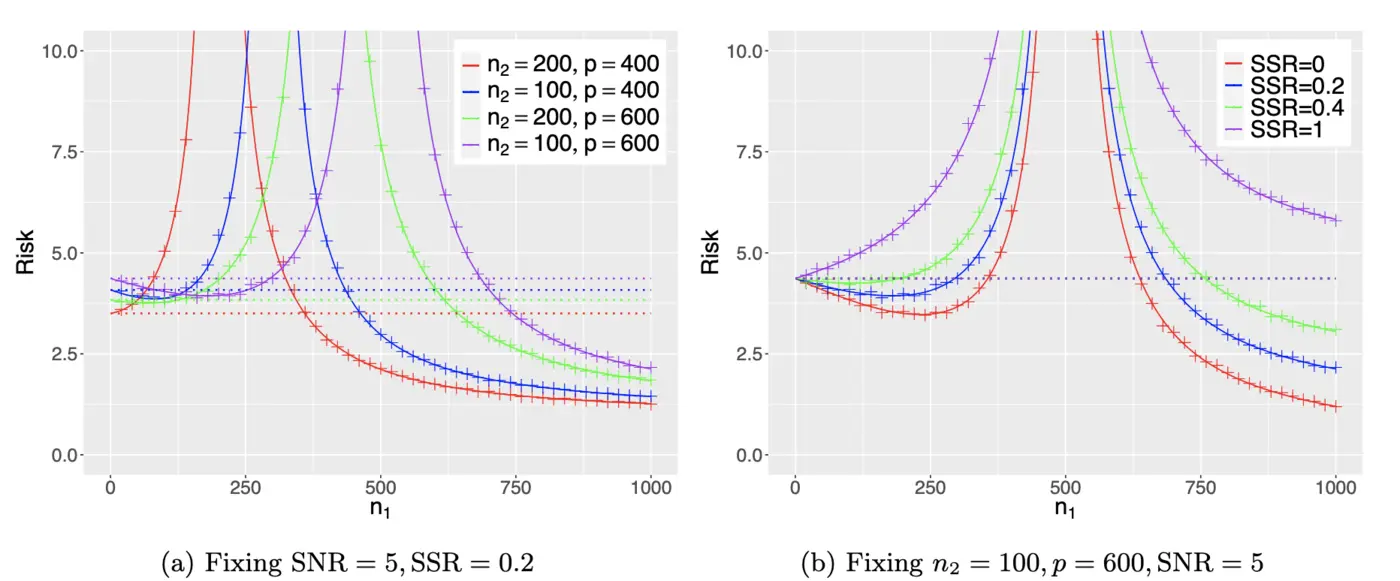 10.0
7.5
5.0
2.5
0.0
Risk
0 250 500 750 1000
n₁
n₂ = 200, p = 400
n₂ = 100, p = 400
n₂ = 200, p = 600
n₂ = 100, p = 600
(a) Fixing SNR = 5, SSR = 0.2
10.0
7.5
5.0
2.5
0.0
Risk
0 250 500 750 1000
n₁
SSR=0
SSR=0.2
SSR=0.4
SSR=1
(b) Fixing n₂ = 100, p = 600, SNR = 5